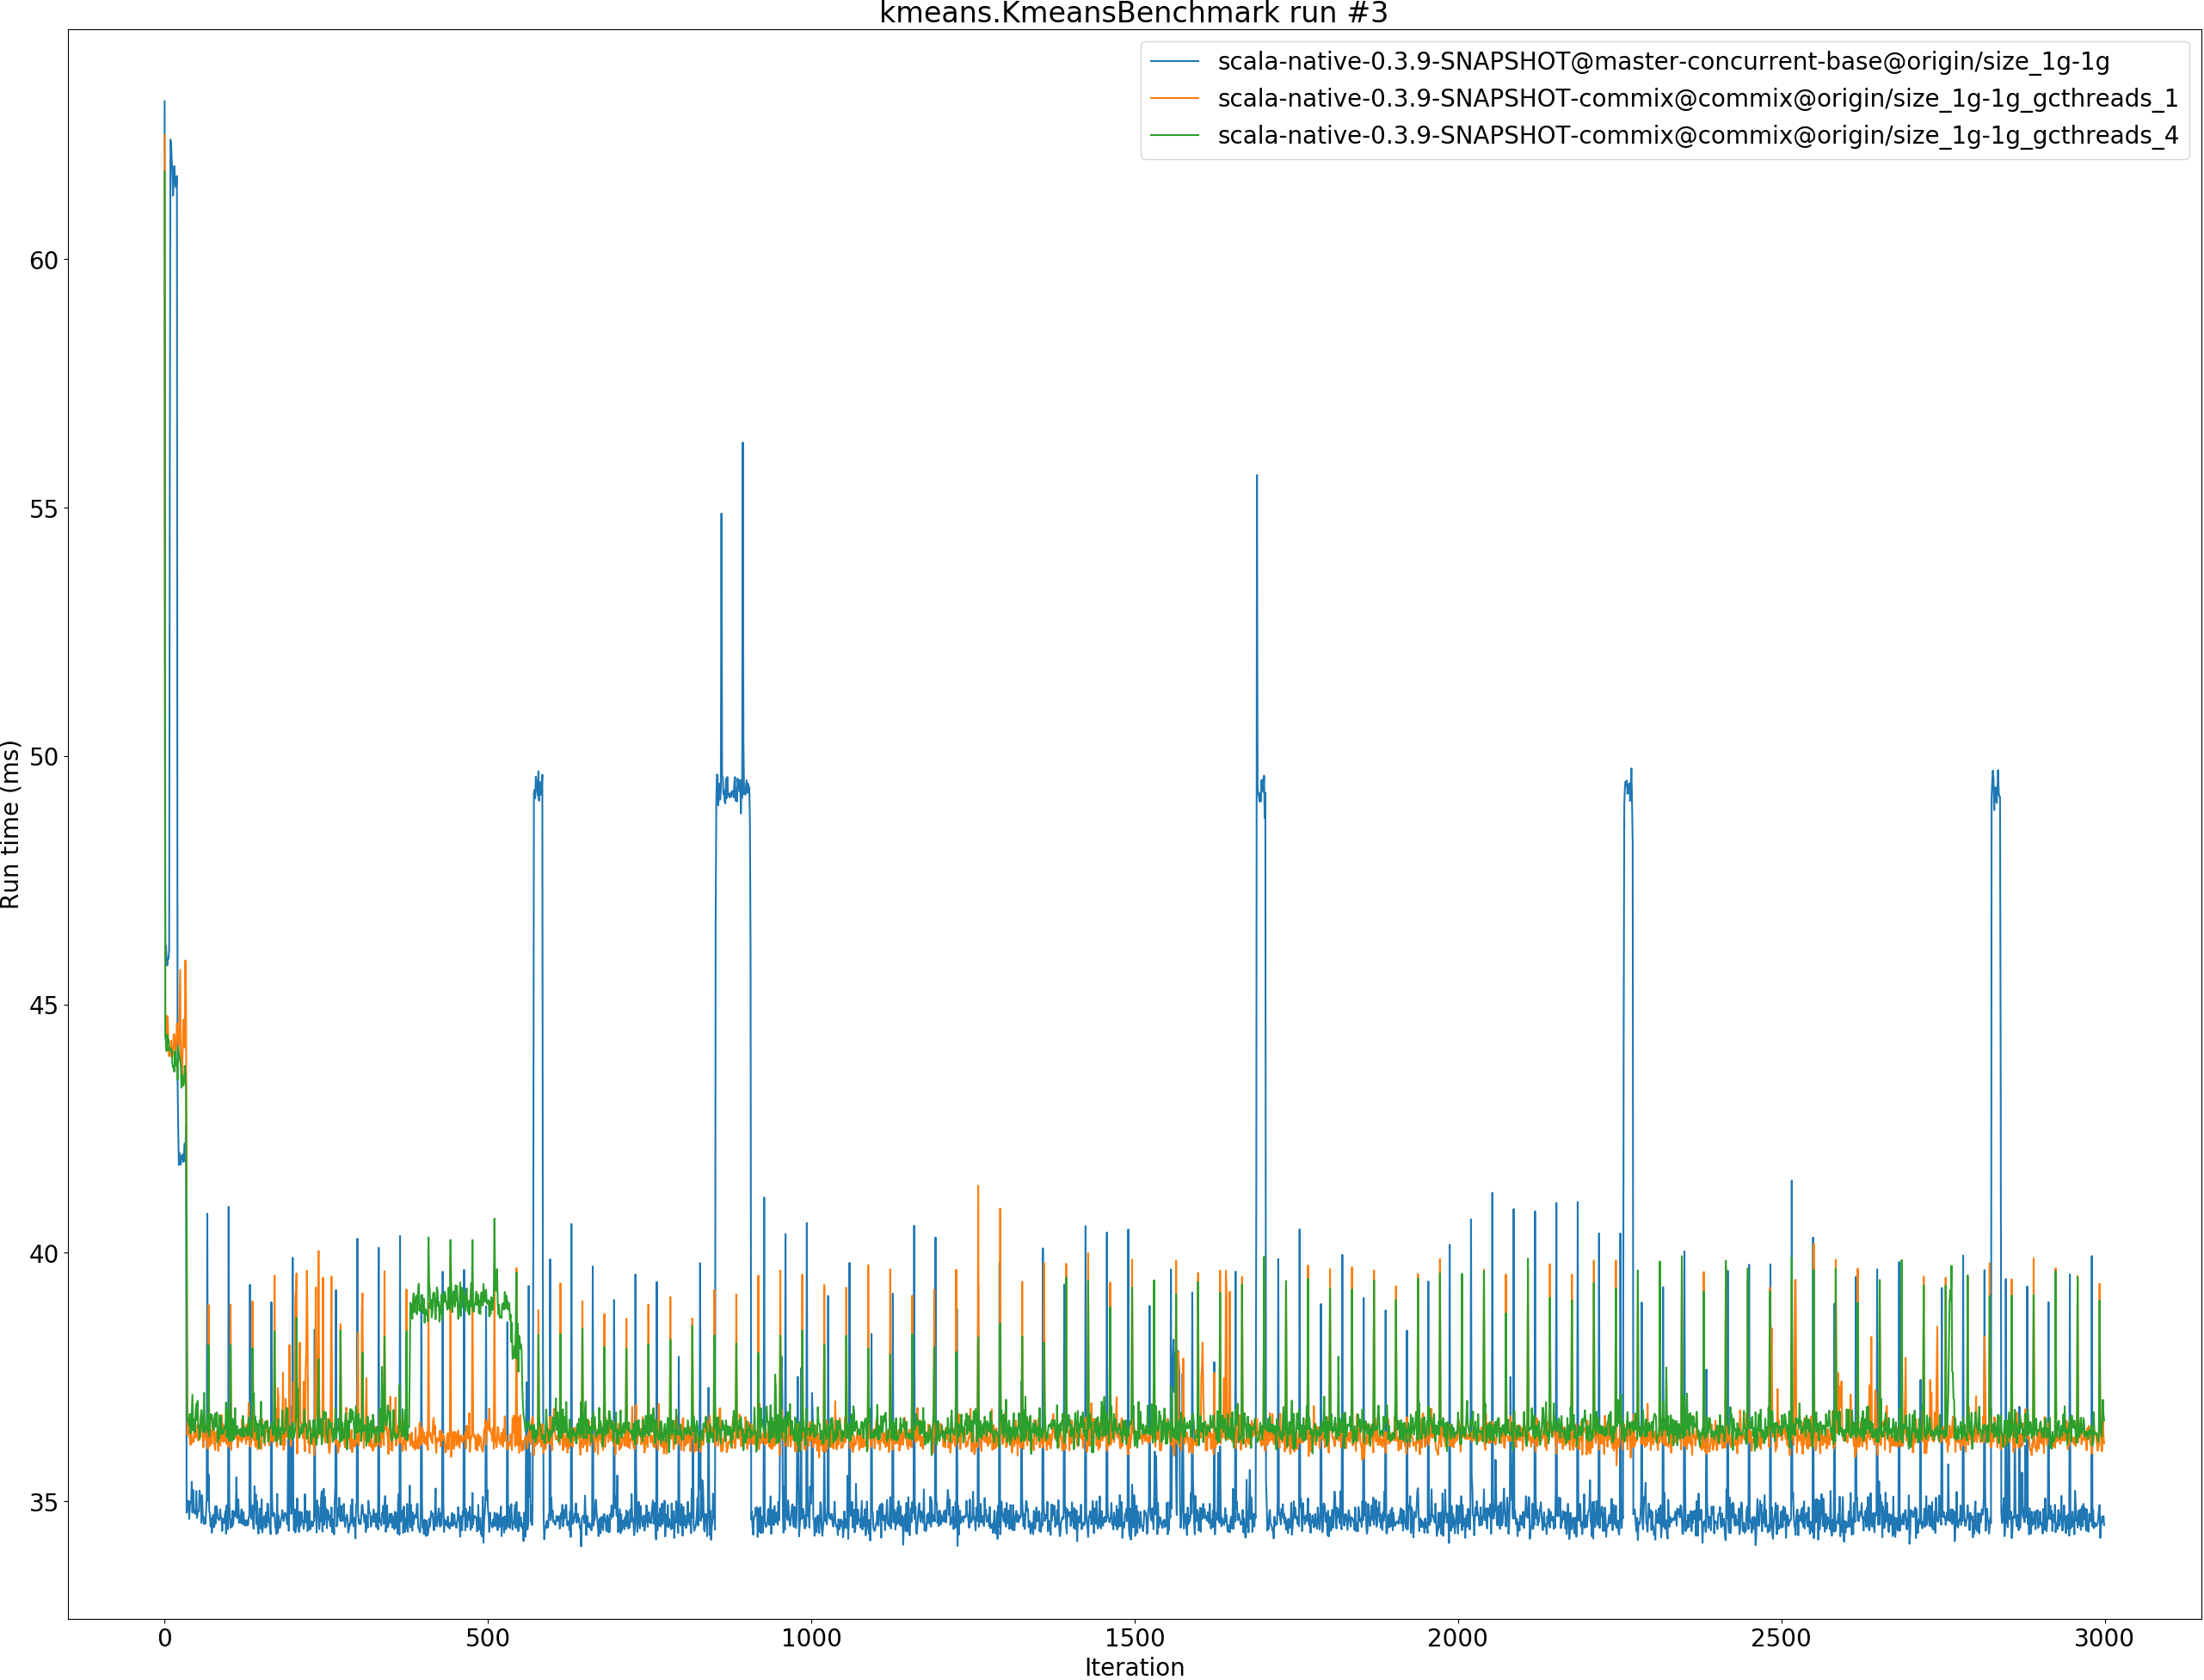 kmeans.KmeansBenchmark run #3
scala-native-0.3.9-SNAPSHOT@master-concurrent-base@origin/size_1g-1g
scala-native-0.3.9-SNAPSHOT-commix@commix@origin/size_1g-1g_gcthreads_1
scala-native-0.3.9-SNAPSHOT-commix@commix@origin/size_1g-1g_gcthreads_4
Run time (ms)
60
55
50
45
40
35
0 500 1000 1500 2000 2500 3000
Iteration